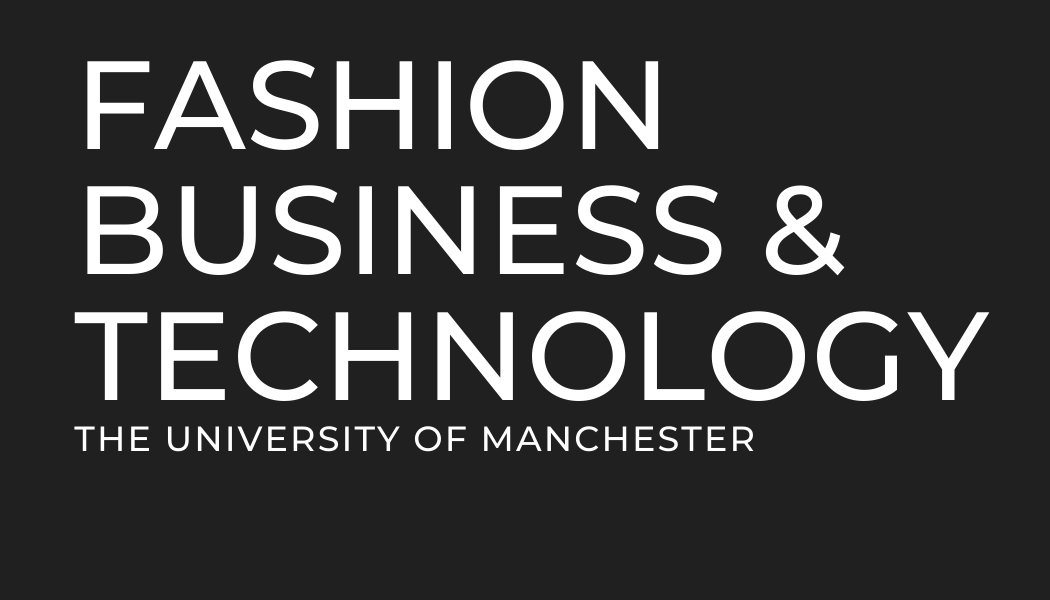 FASHION
BUSINESS &
TECHNOLOGY
THE UNIVERSITY OF MANCHESTER